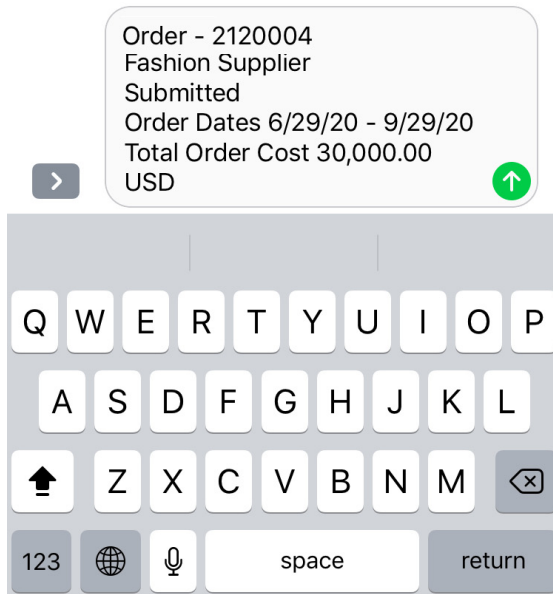 Order - 2120004
Fashion Supplier
Submitted
Order Dates 6/29/20 - 9/29/20
Total Order Cost 30,000.00
USD
Q W E R T Y U I O P
A S D F G H J K L
Z X C V B N M
123 space return